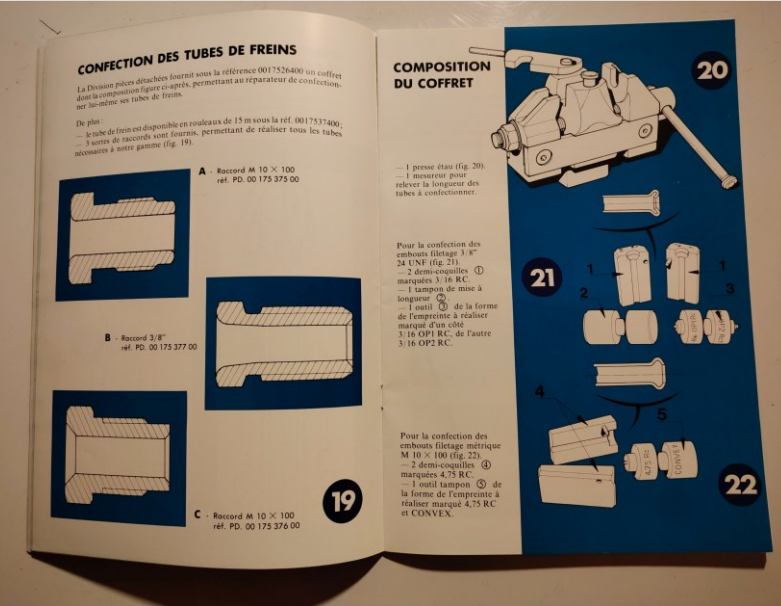 CONFECTION DES TUBES DE FREINS
La Division pièces détachées fournit sous la référence 0017526400 un coffret
dont la composition figure ci-après, permettant au réparateur de confection-
ner lui-même ses tubes de freins.
De plus :
— le tube de frein est disponible en rouleaux de 15 m sous la réf. 0017537400;
— 3 sortes de raccords sont fournis, permettant de réaliser tous les tubes
nécessaires à notre gamme (fig. 19).
A - Raccord M 10 × 100
réf. PD. 00 175 375 00
B - Raccord 3/8"
réf. PD. 00 175 377 00
C - Raccord M 10 × 100
réf. PD. 00 175 376 00
19
COMPOSITION
DU COFFRET
— 1 presse étau (fig. 20).
— 1 mesureur pour
relever la longueur des
tubes à confectionner.
Pour la confection des
embouts filetage 3/8"
24 UNF (fig. 21).
— 2 demi-coquilles ①
marquées 3/16 RC.
— 1 tampon de mise à
longueur ②.
— 1 outil ③ de la forme
de l'empreinte à réaliser
marqué d'un côté
3/16 OP1 RC, de l'autre
3/16 OP2 RC.
Pour la confection des
embouts filetage métrique
M 10 × 100 (fig. 22).
— 2 demi-coquilles ④
marquées 4,75 RC.
— 1 outil tampon ⑤ de
la forme de l'empreinte à
réaliser marqué 4,75 RC
et CONVEX.
20
21
1
1
2
3
4
5
4,75 RC
CONVEX
22